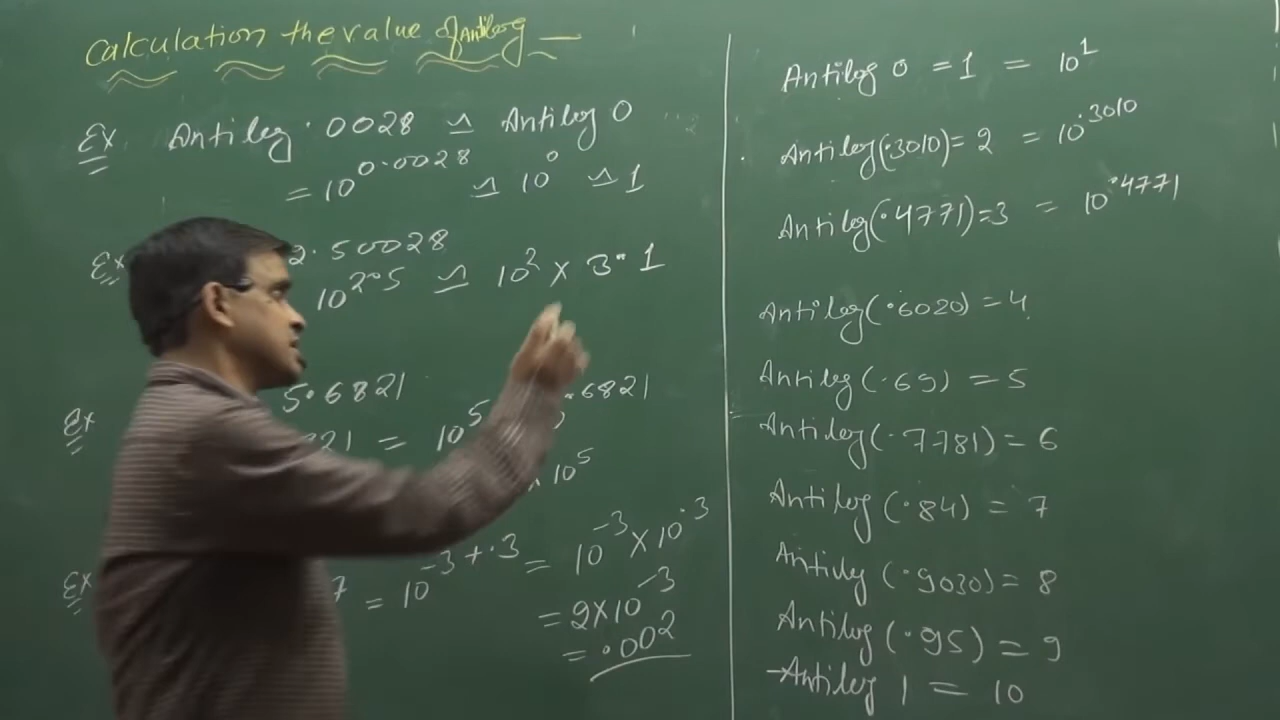 Calculation the value of Antilog
Ex Antilog .0028 ≃ Antilog 0
= 10^0.0028 ≃ 10^0 ≃ 1
Ex 2.50028
10^2.5 ≃ 10^2 × 3.1
Ex 5.6821 .6821
= 10^5
× 10^5
Ex 7 = 10^-3+.3 = 10^-3 × 10^.3
= 2×10^-3
= .002
Antilog 0 = 1 = 10^1
Antilog(.3010) = 2 = 10^.3010
Antilog(.4771) = 3 = 10^.4771
Antilog(.6020) = 4
Antilog(.69) = 5
Antilog(.7781) = 6
Antilog (.84) = 7
Antilog (.9030) = 8
Antilog (.95) = 9
Antilog 1 = 10